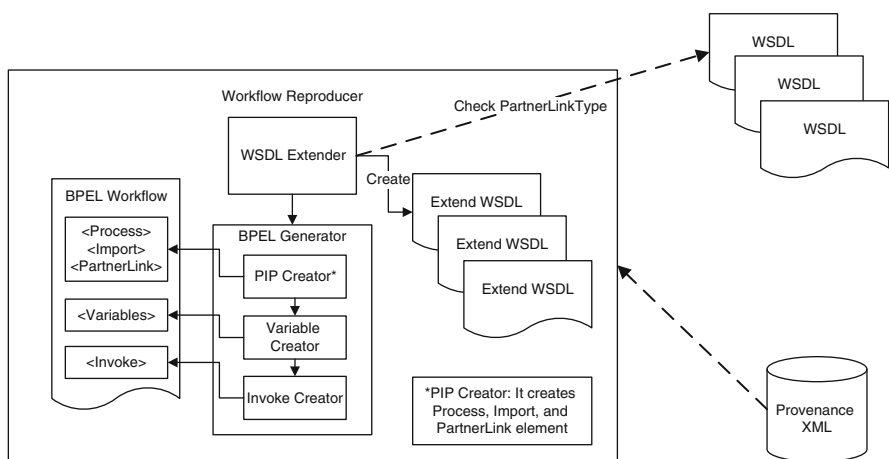 WSDL
WSDL
WSDL
Workflow Reproducer
Check PartnerLinkType
WSDL Extender
Create
BPEL Workflow
<Process>
<Import>
<PartnerLink>
<Variables>
<Invoke>
BPEL Generator
PIP Creator*
Variable
Creator
Invoke Creator
Extend WSDL
Extend WSDL
Extend WSDL
*PIP Creator: It creates
Process, Import, and
PartnerLink element
Provenance
XML